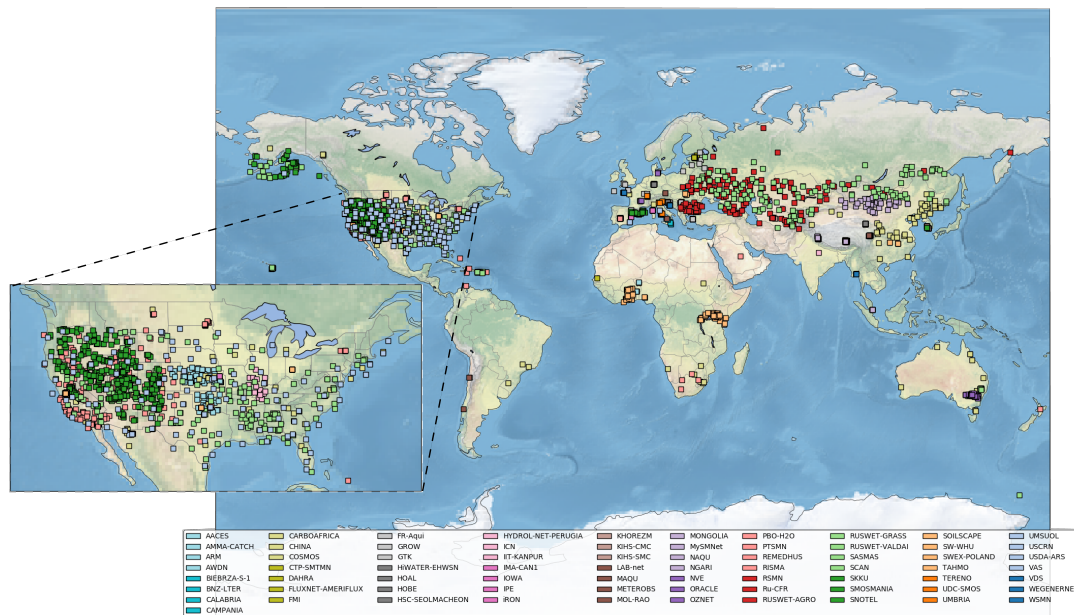 AACES
AMMA-CATCH
ARM
AWDN
BIEBRZA-S-1
BNZ-LTER
CALABRIA
CAMPANIA
CARBOAFRICA
CHINA
COSMOS
CTP-SMTMN
DAHRA
FLUXNET-AMERIFLUX
FMI
FR-Aqui
GROW
GTK
HiWATER-EHWSN
HOAL
HOBE
HSC-SEOLMACHEON
HYDROL-NET-PERUGIA
ICN
IIT-KANPUR
IMA-CAN1
IOWA
IPE
iRON
KHOREZM
KIHS-CMC
KIHS-SMC
LAB-net
MAQU
METEROBS
MOL-RAO
MONGOLIA
MySMNet
NAQU
NGARI
NVE
ORACLE
OZNET
PBO-H2O
PTSMN
REMEDHUS
RISMA
RSMN
Ru-CFR
RUSWET-AGRO
RUSWET-GRASS
RUSWET-VALDAI
SASMAS
SCAN
SKKU
SMOSMANIA
SNOTEL
SOILSCAPE
SW-WHU
SWEX-POLAND
TAHMO
TERENO
UDC-SMOS
UMBRIA
UMSUOL
USCRN
USDA-ARS
VAS
VDS
WEGENERNET
WSMN